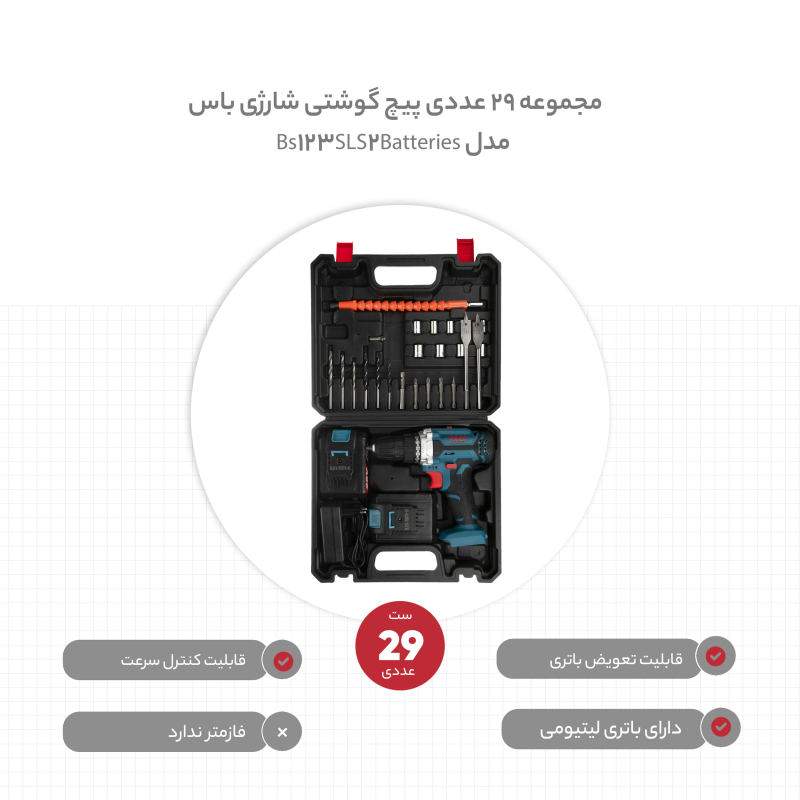 مجموعه ۲۹ عددی پیچ گوشتی شارژی باس
مدل Bs۱۲۳SLS۲Batteries
ست
29
عددی
قابلیت تعویض باتری
قابلیت کنترل سرعت
دارای باتری لیتیومی
فازمتر ندارد